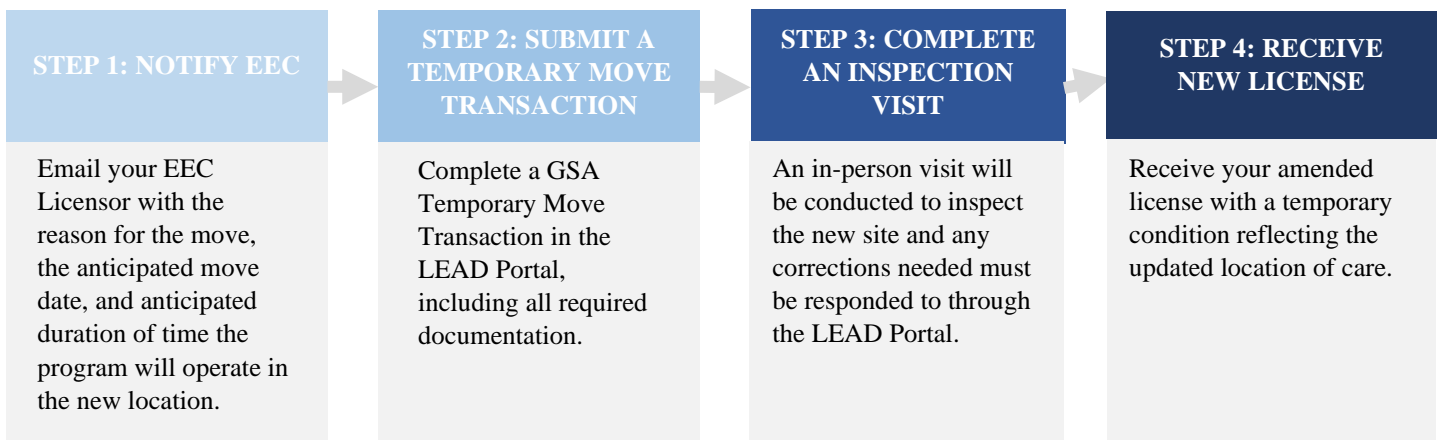 STEP 1: NOTIFY EEC
Email your EEC
Licensor with the
reason for the move,
the anticipated move
date, and anticipated
duration of time the
program will operate in
the new location.
STEP 2: SUBMIT A
TEMPORARY MOVE
TRANSACTION
Complete a GSA
Temporary Move
Transaction in the
LEAD Portal,
including all required
documentation.
STEP 3: COMPLETE
AN INSPECTION
VISIT
An in-person visit will
be conducted to inspect
the new site and any
corrections needed must
be responded to through
the LEAD Portal.
STEP 4: RECEIVE
NEW LICENSE
Receive your amended
license with a temporary
condition reflecting the
updated location of care.